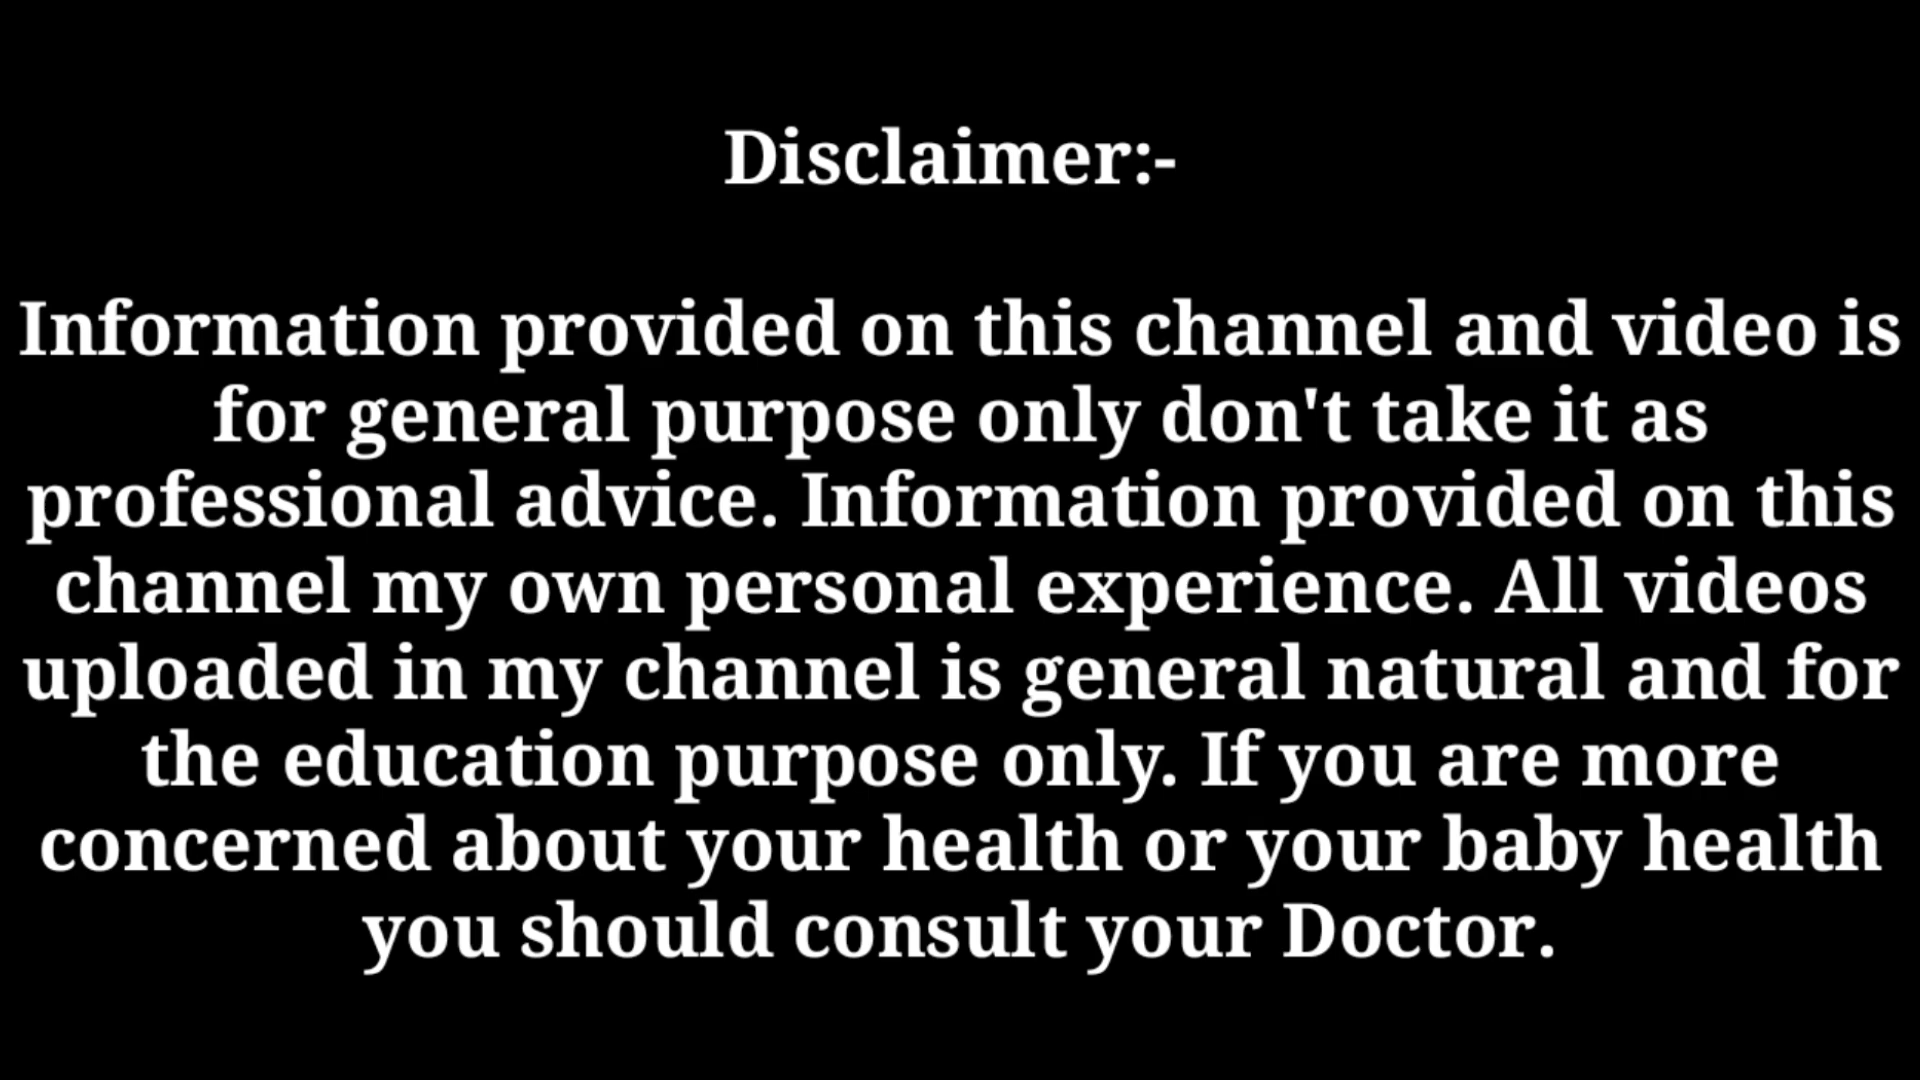 Disclaimer:-
Information provided on this channel and video is
for general purpose only don't take it as
professional advice. Information provided on this
channel my own personal experience. All videos
uploaded in my channel is general natural and for
the education purpose only. If you are more
concerned about your health or your baby health
you should consult your Doctor.